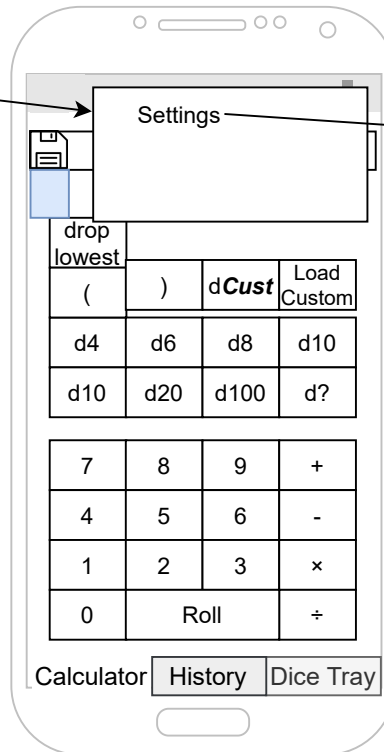 Settings
drop
lowest
( ) dCust Load
Custom
d4 d6 d8 d10
d10 d20 d100 d?
7 8 9 +
4 5 6 -
1 2 3 ×
0 Roll ÷
Calculator History Dice Tray